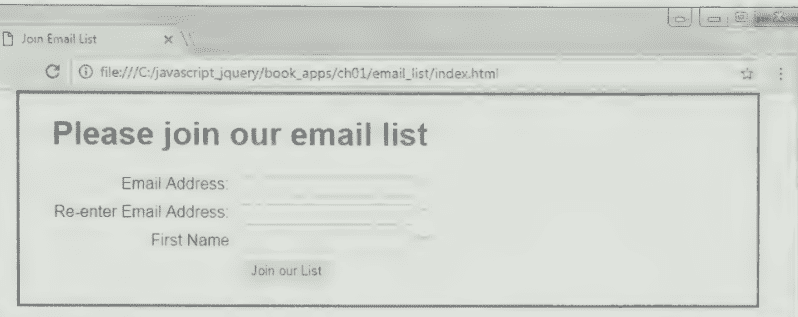 Join Email List
file:///C:/javascript_jquery/book_apps/ch01/email_list/index.html
Please join our email list
Email Address:
Re-enter Email Address:
First Name
Join our List